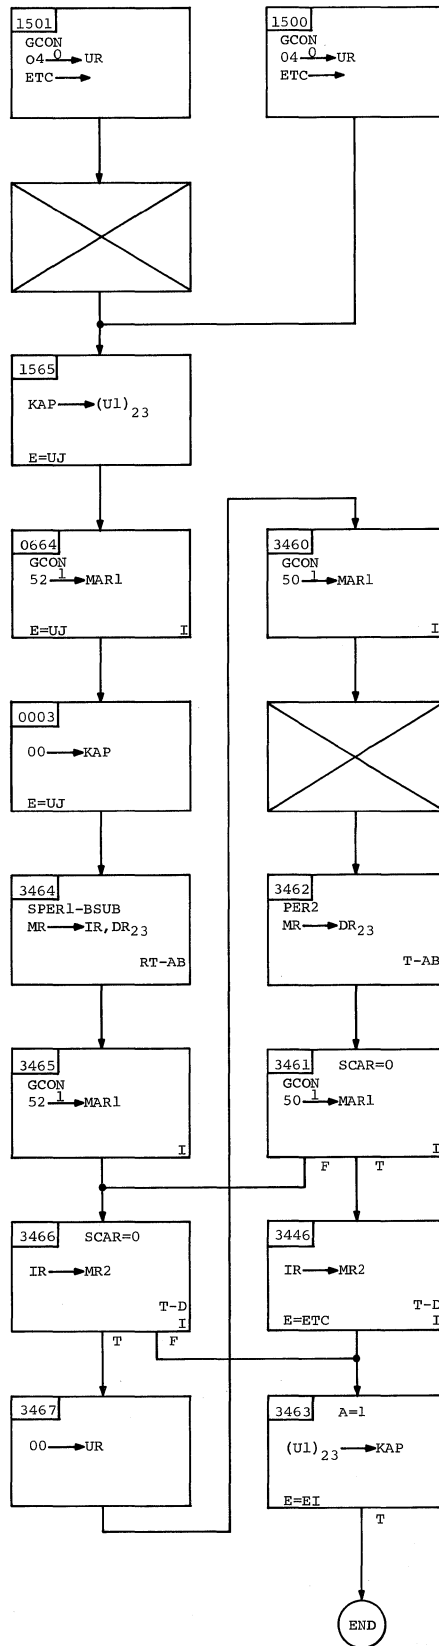 1501
GCON
04 0→ UR
ETC →
1500
GCON
04 0→ UR
ETC →
1565
KAP → (U1)23
E=UJ
0664
GCON
52 1→ MAR1
E=UJ I
3460
GCON
50 1→ MAR1
I
0003
00 → KAP
E=UJ
3464
SPER1-BSUB
MR → IR,DR23
RT-AB
3462
PER2
MR → DR23
T-AB
3465
GCON
52 1→ MAR1
I
3461 SCAR=0
GCON
50 1→ MAR1
I
F T
3466 SCAR=0
IR → MR2
T-D
I
T F
3446
IR → MR2
T-D
E=ETC I
3467
00 → UR
3463 A=1
(U1)23 → KAP
E=EI
T
END